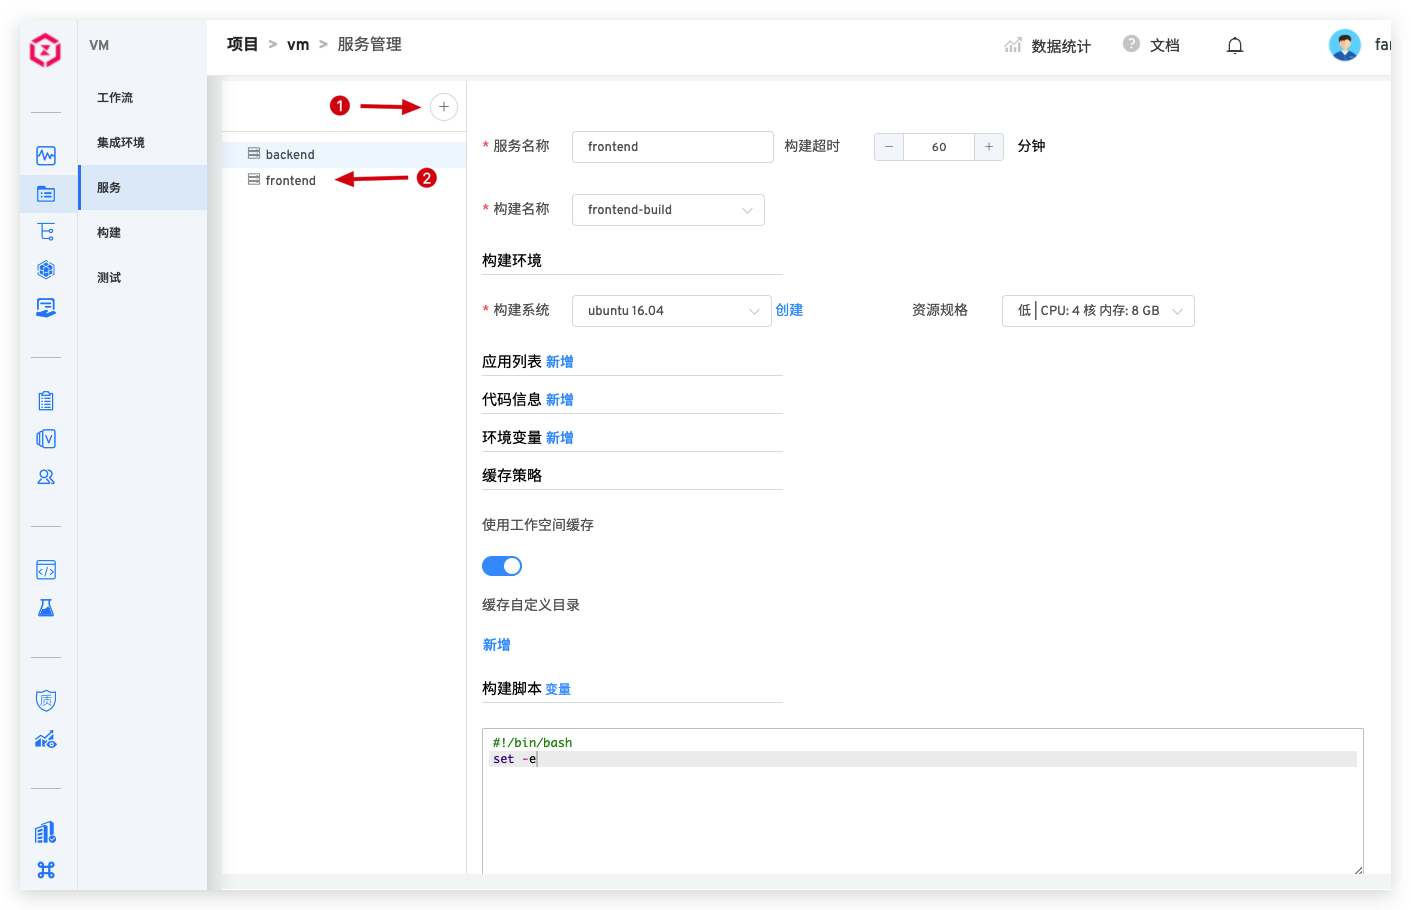 VM
项目 > vm > 服务管理
数据统计
? 文档
工作流
集成环境
服务
构建
测试
1
+
backend
frontend
2
* 服务名称 frontend 构建超时 − 60 + 分钟
* 构建名称 frontend-build
构建环境
* 构建系统 ubuntu 16.04 创建 资源规格 低 | CPU: 4 核 内存: 8 GB
应用列表 新增
代码信息 新增
环境变量 新增
缓存策略
使用工作空间缓存
缓存自定义目录
新增
构建脚本 变量
#!/bin/bash
set -e
V
</>
质